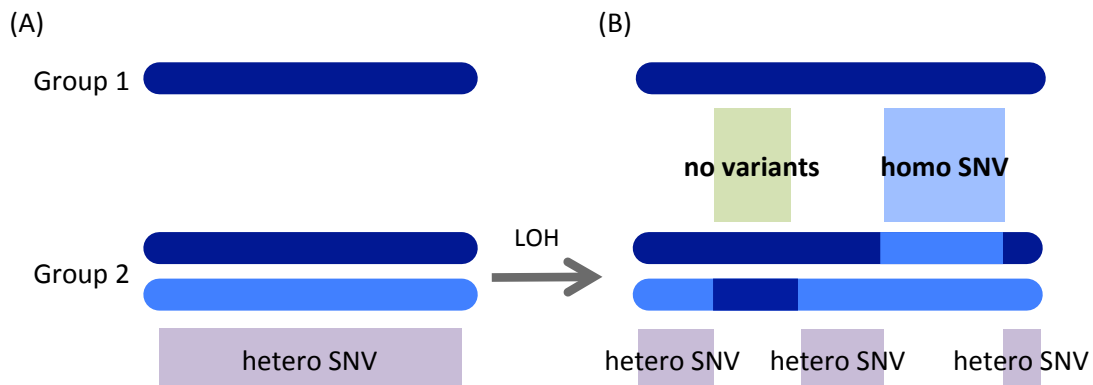 (A)
(B)
Group 1
no variants
homo SNV
Group 2
LOH
hetero SNV
hetero SNV
hetero SNV
hetero SNV